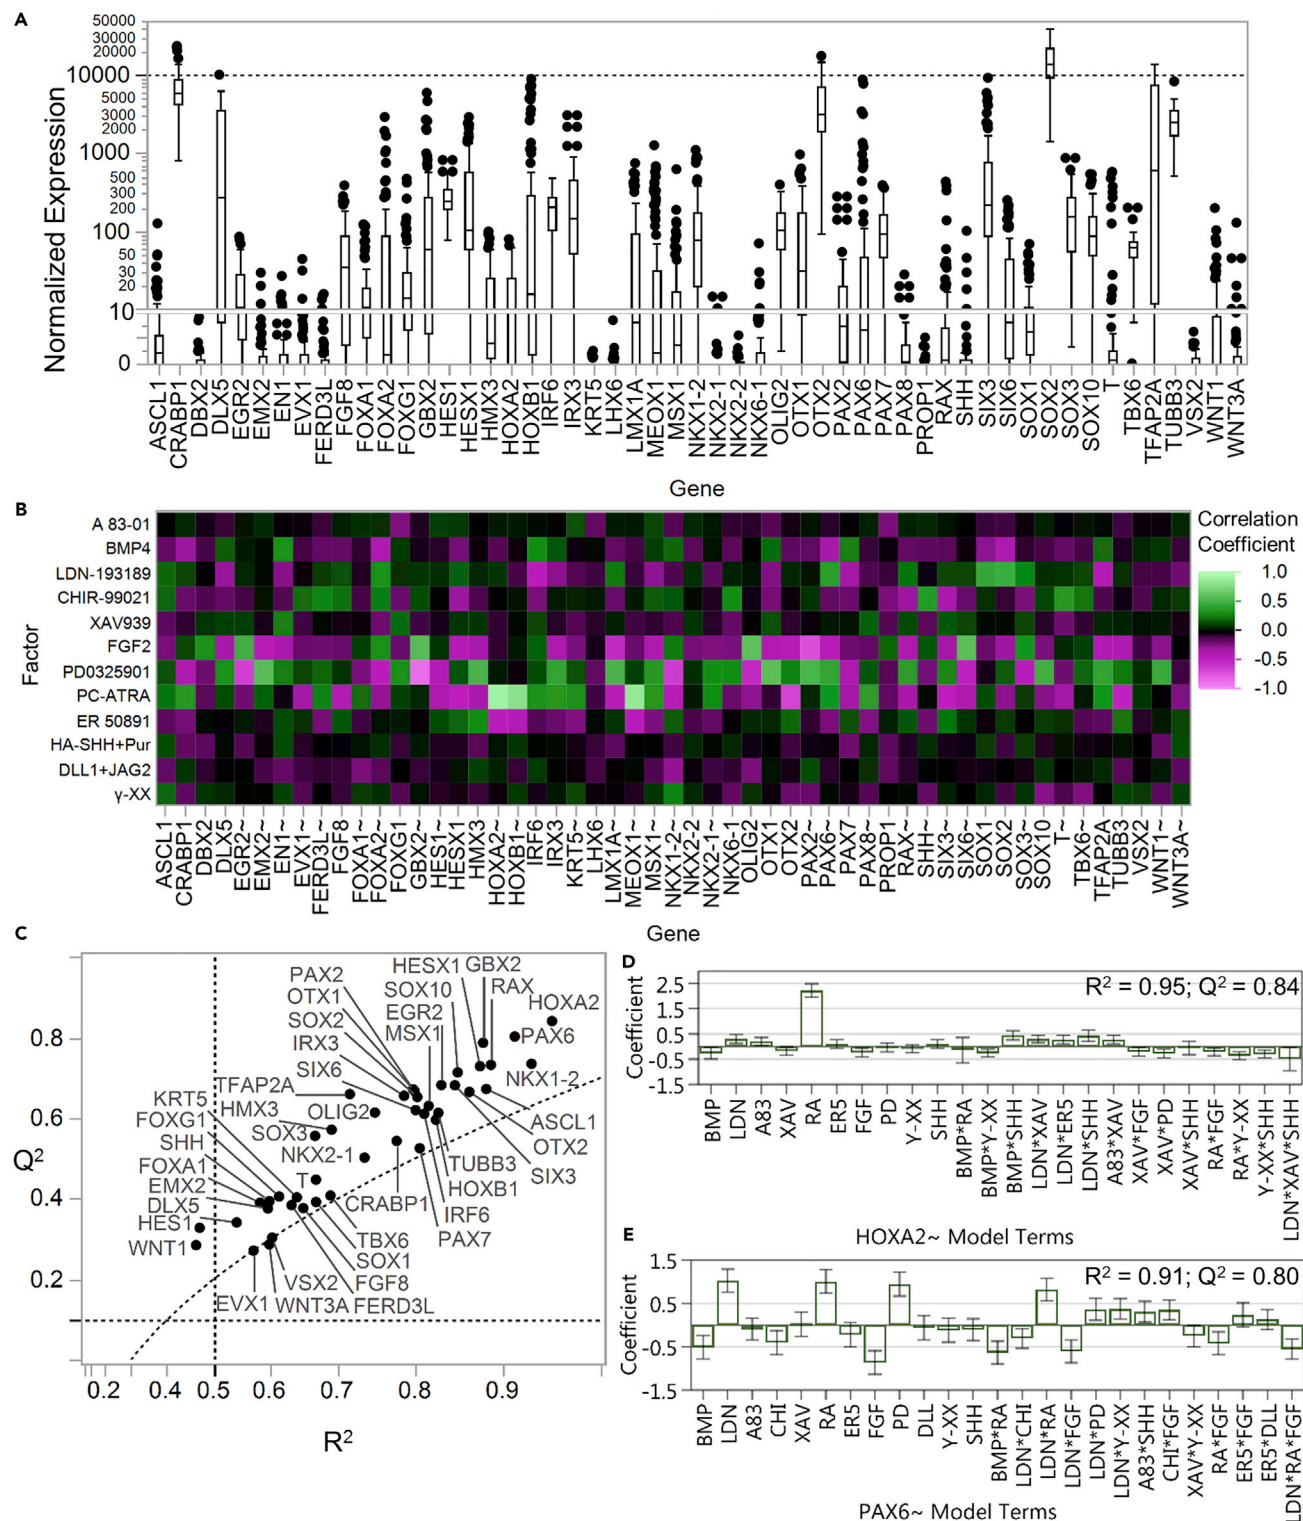 A
50000
30000
20000
10000
5000
3000
2000
1000
500
300
200
100
50
30
20
10
0
Normalized Expression
ASCL1
CRABP1
DBX2
DLX5
EGR2
EMX2
EN1
EVX1
FERD3L
FGF8
FOXA1
FOXA2
FOXG1
GBX2
HES1
HESX1
HMX3
HOXA2
HOXB1
IRF6
IRX3
KRT5
LHX6
LMX1A
MEOX1
MSX1
NKX1-2
NKX2-1
NKX2-2
NKX6-1
OLIG2
OTX1
OTX2
PAX2
PAX6
PAX7
PAX8
PROP1
RAX
SHH
SIX3
SIX6
SOX1
SOX2
SOX3
SOX10
T
TBX6
TFAP2A
TUBB3
VSX2
WNT1
WNT3A
Gene
B
A 83-01
BMP4
LDN-193189
CHIR-99021
XAV939
FGF2
PD0325901
PC-ATRA
ER 50891
HA-SHH+Pur
DLL1+JAG2
γ-XX
Factor
Correlation
Coefficient
1.0
0.5
0.0
-0.5
-1.0
ASCL1
CRABP1
DBX2
DLX5
EGR2~
EMX2~
EN1~
EVX1~
FERD3L~
FGF8
FOXA1~
FOXA2~
FOXG1
GBX2~
HES1~
HESX1
HMX3
HOXA2~
HOXB1~
IRF6
IRX3
KRT5~
LHX6
LMX1A~
MEOX1~
MSX1~
NKX1-2~
NKX2-2
NKX2-1~
NKX6-1
OLIG2
OTX1
OTX2
PAX2~
PAX6~
PAX7
PAX8~
PROP1
RAX~
SHH~
SIX3~
SIX6~
SOX1
SOX2
SOX3~
SOX10
T~
TBX6~
TFAP2A
TUBB3
VSX2
WNT1~
WNT3A~
Gene
C
0.8
0.6
0.4
0.2
Q²
PAX2
OTX1
SOX2
IRX3
SIX6
TFAP2A
HESX1
GBX2
SOX10
RAX
EGR2
MSX1
HOXA2
PAX6
NKX1-2
ASCL1
OTX2
SIX3
KRT5
FOXG1
HMX3
OLIG2
SHH
SOX3
NKX2-1
FOXA1
T
EMX2
DLX5
HES1
WNT1
CRABP1
TUBB3
HOXB1
IRF6
PAX7
TBX6
SOX1
FGF8
VSX2
EVX1
WNT3A
FERD3L
0.2
0.4
0.5
0.6
0.7
0.8
0.9
R²
D
2.5
1.5
0.5
-0.5
-1.5
Coefficient
R² = 0.95; Q² = 0.84
BMP
LDN
A83
XAV
RA
ER5
FGF
PD
Y-XX
SHH
BMP*RA
BMP*Y-XX
BMP*SHH
LDN*XAV
LDN*ER5
LDN*SHH
A83*XAV
XAV*FGF
XAV*PD
XAV*SHH
RA*FGF
RA*Y-XX
Y-XX*SHH
LDN*XAV*SHH
HOXA2~ Model Terms
E
1.5
0.5
-0.5
-1.5
Coefficient
R² = 0.91; Q² = 0.80
BMP
LDN
A83
CHI
XAV
RA
ER5
FGF
PD
DLL
Y-XX
SHH
BMP*RA
LDN*CHI
LDN*RA
LDN*FGF
LDN*PD
LDN*Y-XX
A83*SHH
CHI*FGF
XAV*Y-XX
RA*FGF
ER5*FGF
ER5*DLL
LDN*RA*FGF
PAX6~ Model Terms